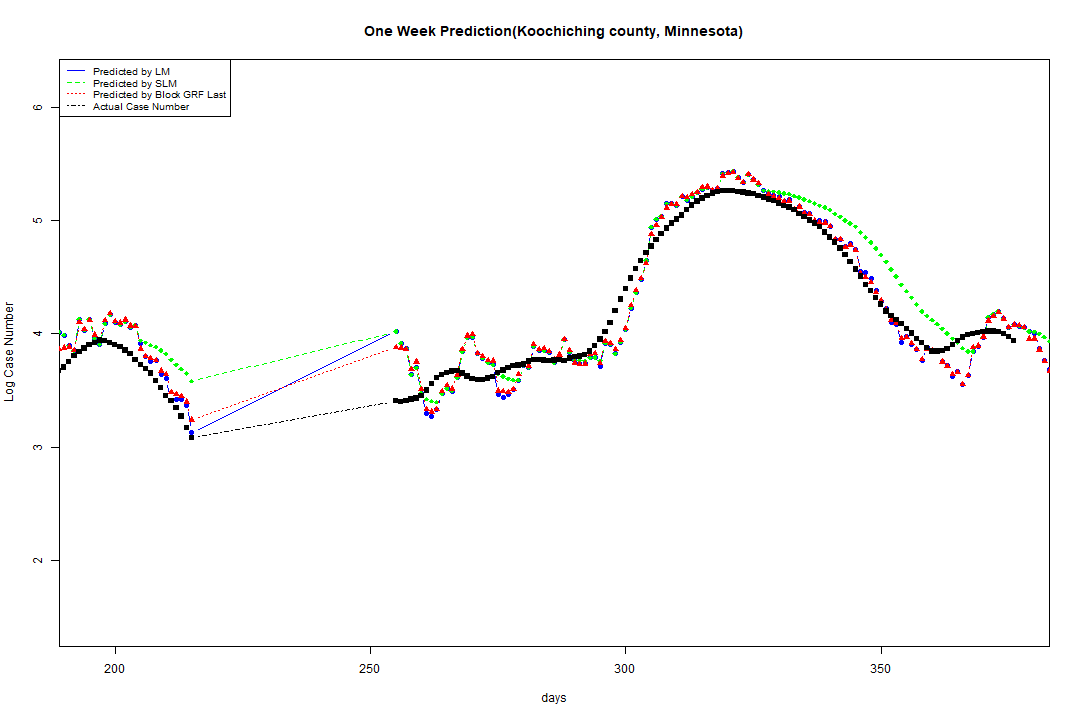 One Week Prediction(Koochiching county, Minnesota)
Predicted by LM
Predicted by SLM
Predicted by Block GRF Last
Actual Case Number
6
5
4
3
2
Log Case Number
200
250
300
350
days